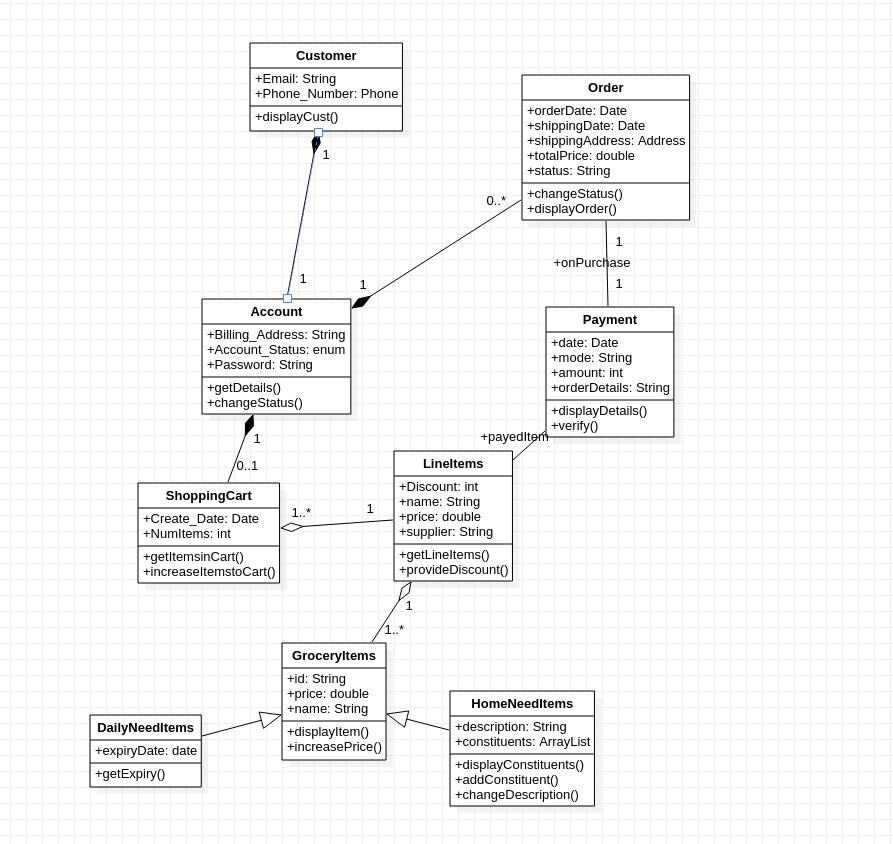 Customer
+Email: String
+Phone_Number: Phone
+displayCust()
1
1
Order
+orderDate: Date
+shippingDate: Date
+shippingAddress: Address
+totalPrice: double
+status: String
+changeStatus()
+displayOrder()
0..*
1
1
+onPurchase
1
Account
+Billing_Address: String
+Account_Status: enum
+Password: String
+getDetails()
+changeStatus()
1
0..1
Payment
+date: Date
+mode: String
+amount: int
+orderDetails: String
+displayDetails()
+verify()
+payedItem
ShoppingCart
+Create_Date: Date
+NumItems: int
+getItemsinCart()
+increaseItemstoCart()
1..*
1
LineItems
+Discount: int
+name: String
+price: double
+supplier: String
+getLineItems()
+provideDiscount()
1
1..*
GroceryItems
+id: String
+price: double
+name: String
+displayItem()
+increasePrice()
DailyNeedItems
+expiryDate: date
+getExpiry()
HomeNeedItems
+description: String
+constituents: ArrayList
+displayConstituents()
+addConstituent()
+changeDescription()